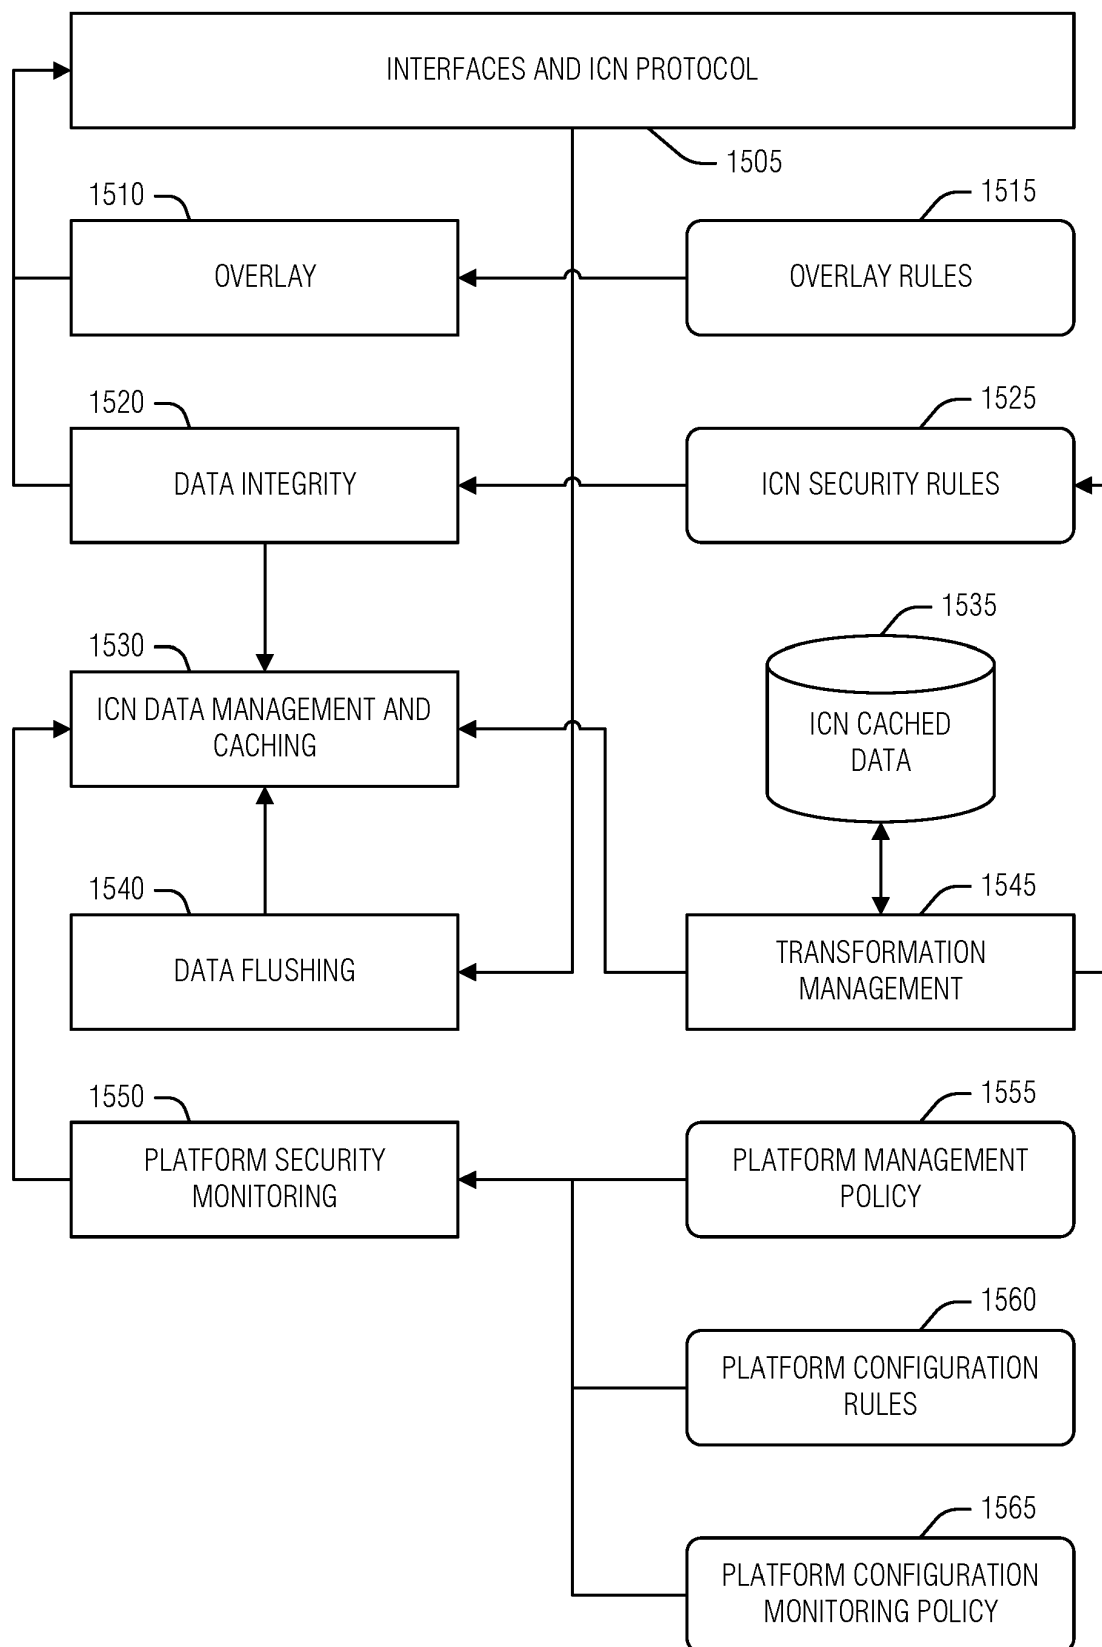 INTERFACES AND ICN PROTOCOL
1505
1510
1515
OVERLAY
OVERLAY RULES
1520
1525
DATA INTEGRITY
ICN SECURITY RULES
1535
1530
ICN DATA MANAGEMENT AND
CACHING
ICN CACHED
DATA
1540
1545
DATA FLUSHING
TRANSFORMATION
MANAGEMENT
1550
1555
PLATFORM SECURITY
MONITORING
PLATFORM MANAGEMENT
POLICY
1560
PLATFORM CONFIGURATION
RULES
1565
PLATFORM CONFIGURATION
MONITORING POLICY